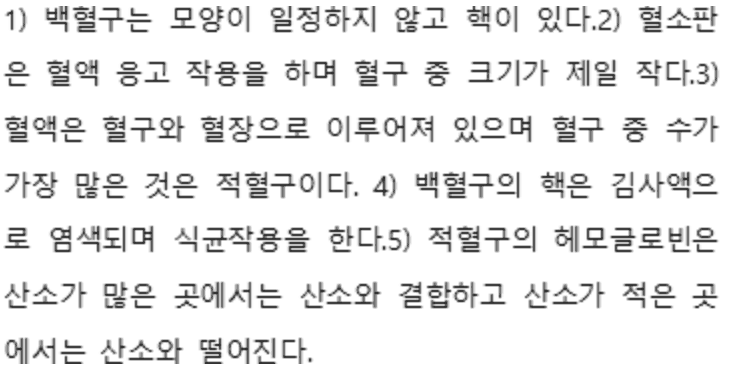 1) 백혈구는 모양이 일정하지 않고 핵이 있다.2) 혈소판
은 혈액 응고 작용을 하며 혈구 중 크기가 제일 작다.3)
혈액은 혈구와 혈장으로 이루어져 있으며 혈구 중 수가
가장 많은 것은 적혈구이다. 4) 백혈구의 핵은 김사액으
로 염색되며 식균작용을 한다.5) 적혈구의 헤모글로빈은
산소가 많은 곳에서는 산소와 결합하고 산소가 적은 곳
에서는 산소와 떨어진다.